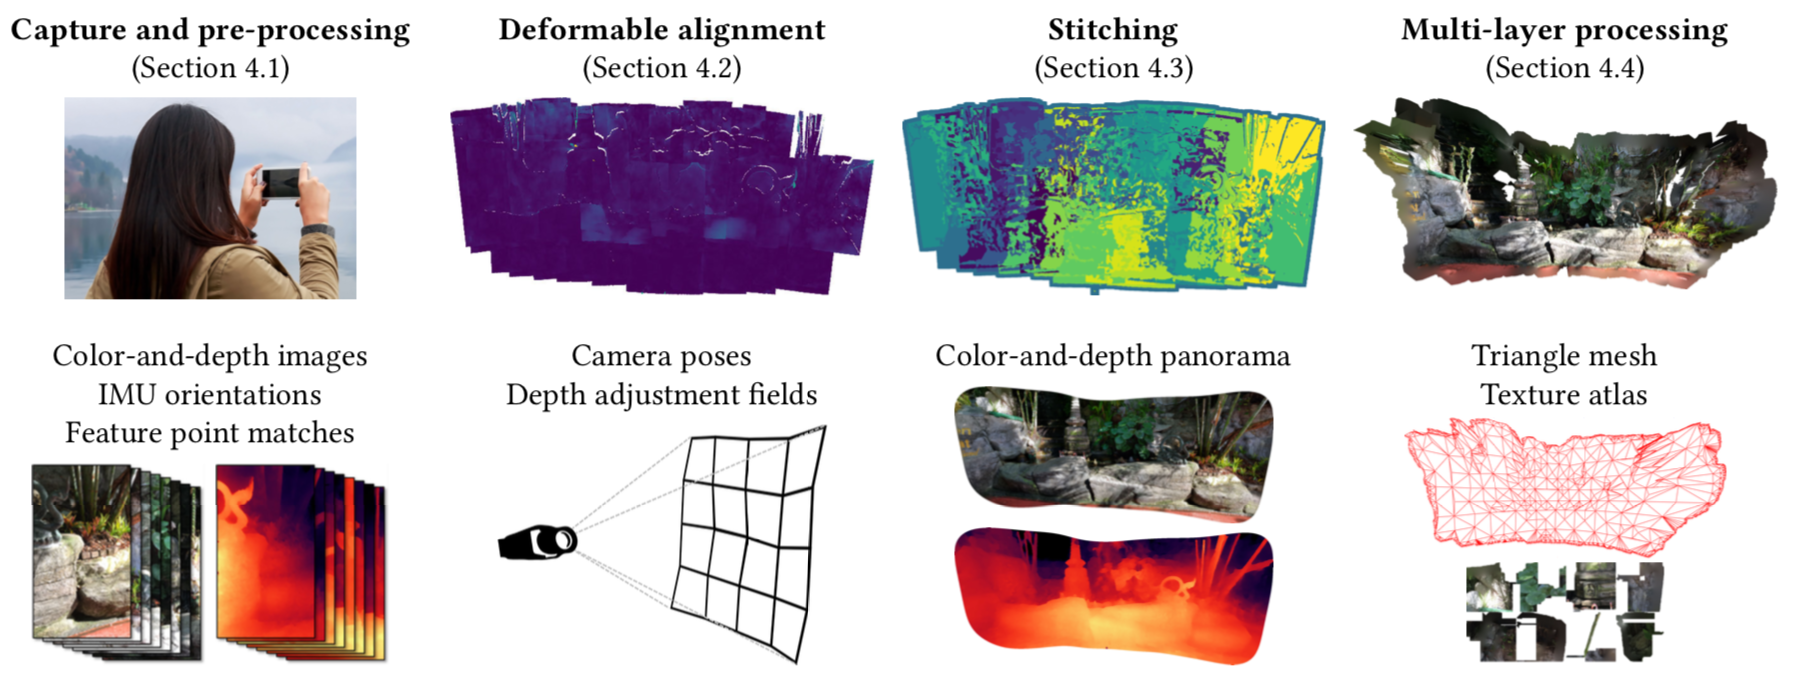 Capture and pre-processing
(Section 4.1)
Deformable alignment
(Section 4.2)
Stitching
(Section 4.3)
Multi-layer processing
(Section 4.4)
Color-and-depth images
IMU orientations
Feature point matches
Camera poses
Depth adjustment fields
Color-and-depth panorama
Triangle mesh
Texture atlas